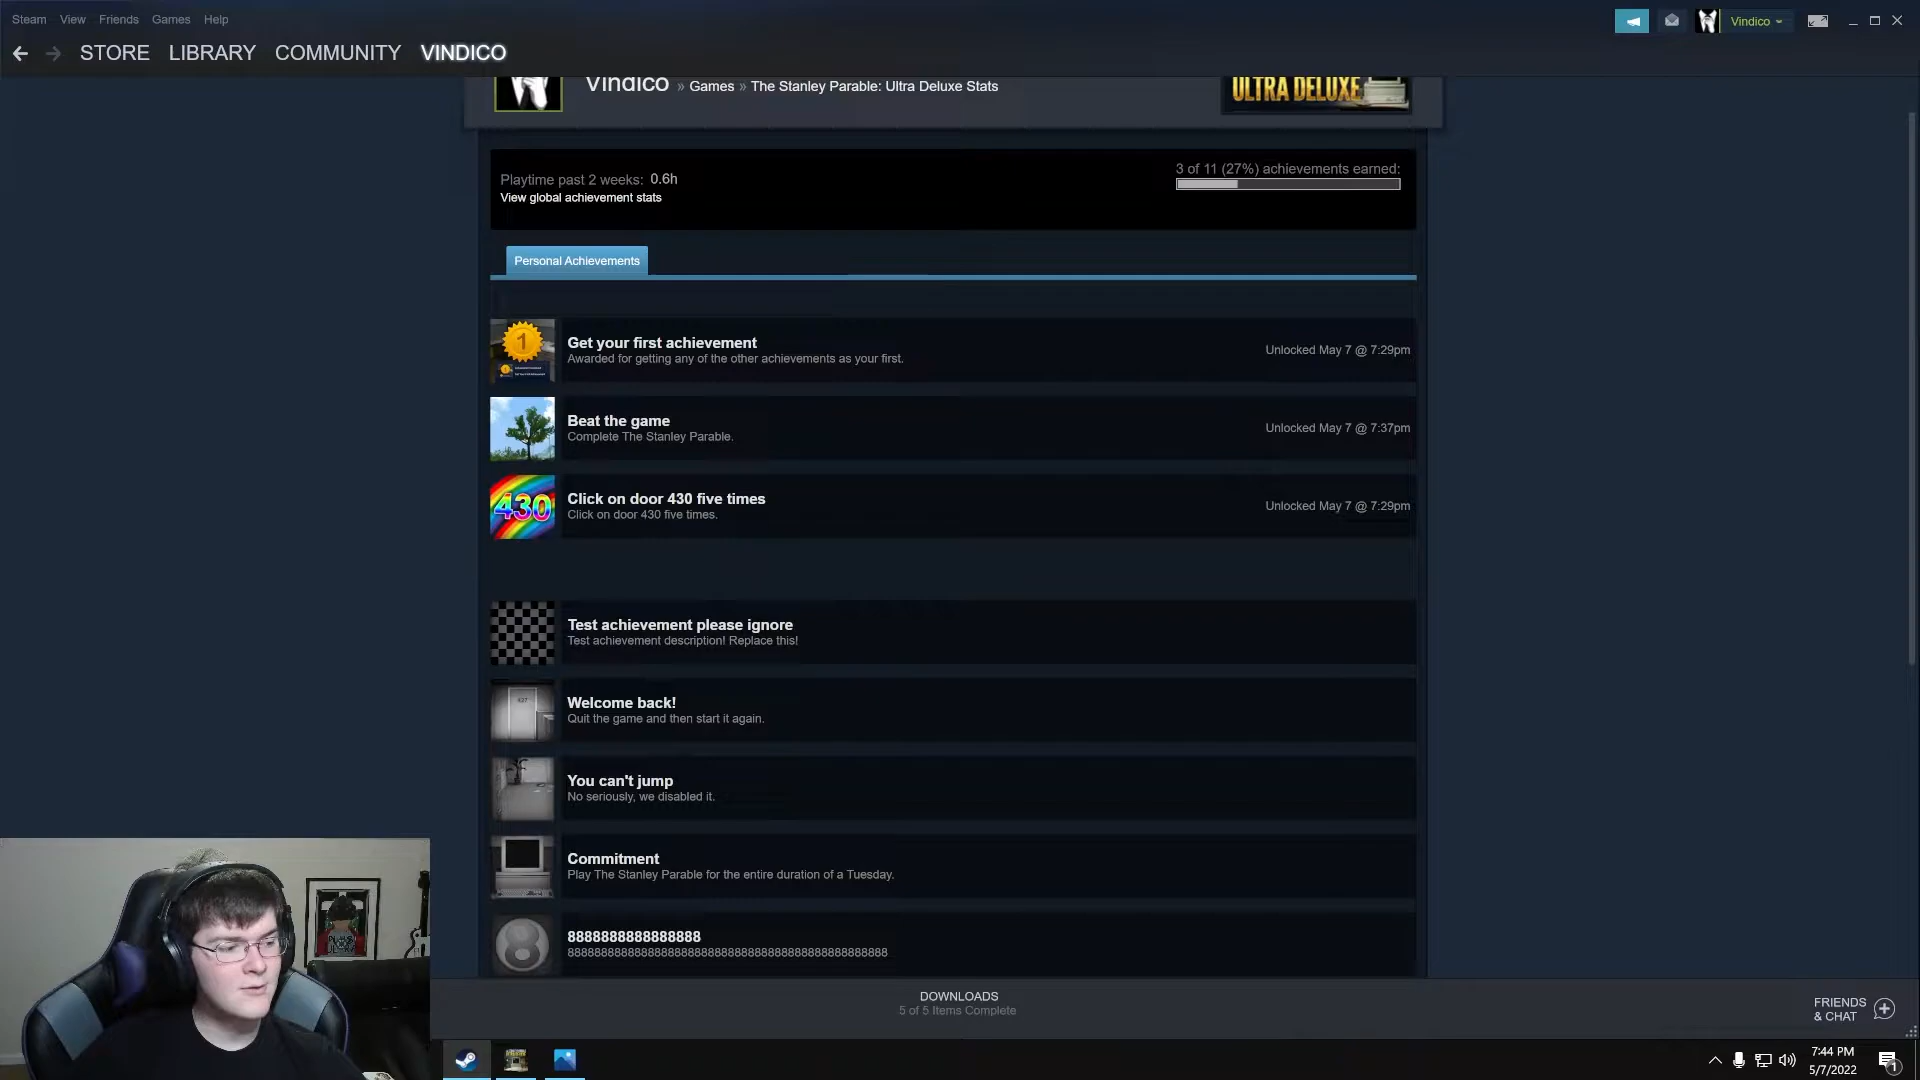 Steam View Friends Games Help
Vindico
STORE LIBRARY COMMUNITY VINDICO
Vindico » Games » The Stanley Parable: Ultra Deluxe Stats
ULTRA DELUXE
Playtime past 2 weeks: 0.6h
View global achievement stats
3 of 11 (27%) achievements earned:
Personal Achievements
1
Get your first achievement
Awarded for getting any of the other achievements as your first.
Unlocked May 7 @ 7:29pm
Beat the game
Complete The Stanley Parable.
Unlocked May 7 @ 7:37pm
430
Click on door 430 five times
Click on door 430 five times.
Unlocked May 7 @ 7:29pm
Test achievement please ignore
Test achievement description! Replace this!
427
Welcome back!
Quit the game and then start it again.
You can't jump
No seriously, we disabled it.
Commitment
Play The Stanley Parable for the entire duration of a Tuesday.
8
8888888888888888
888888888888888888888888888888888888888888888888
DOWNLOADS
5 of 5 Items Complete
FRIENDS
& CHAT
7:44 PM
5/7/2022
1